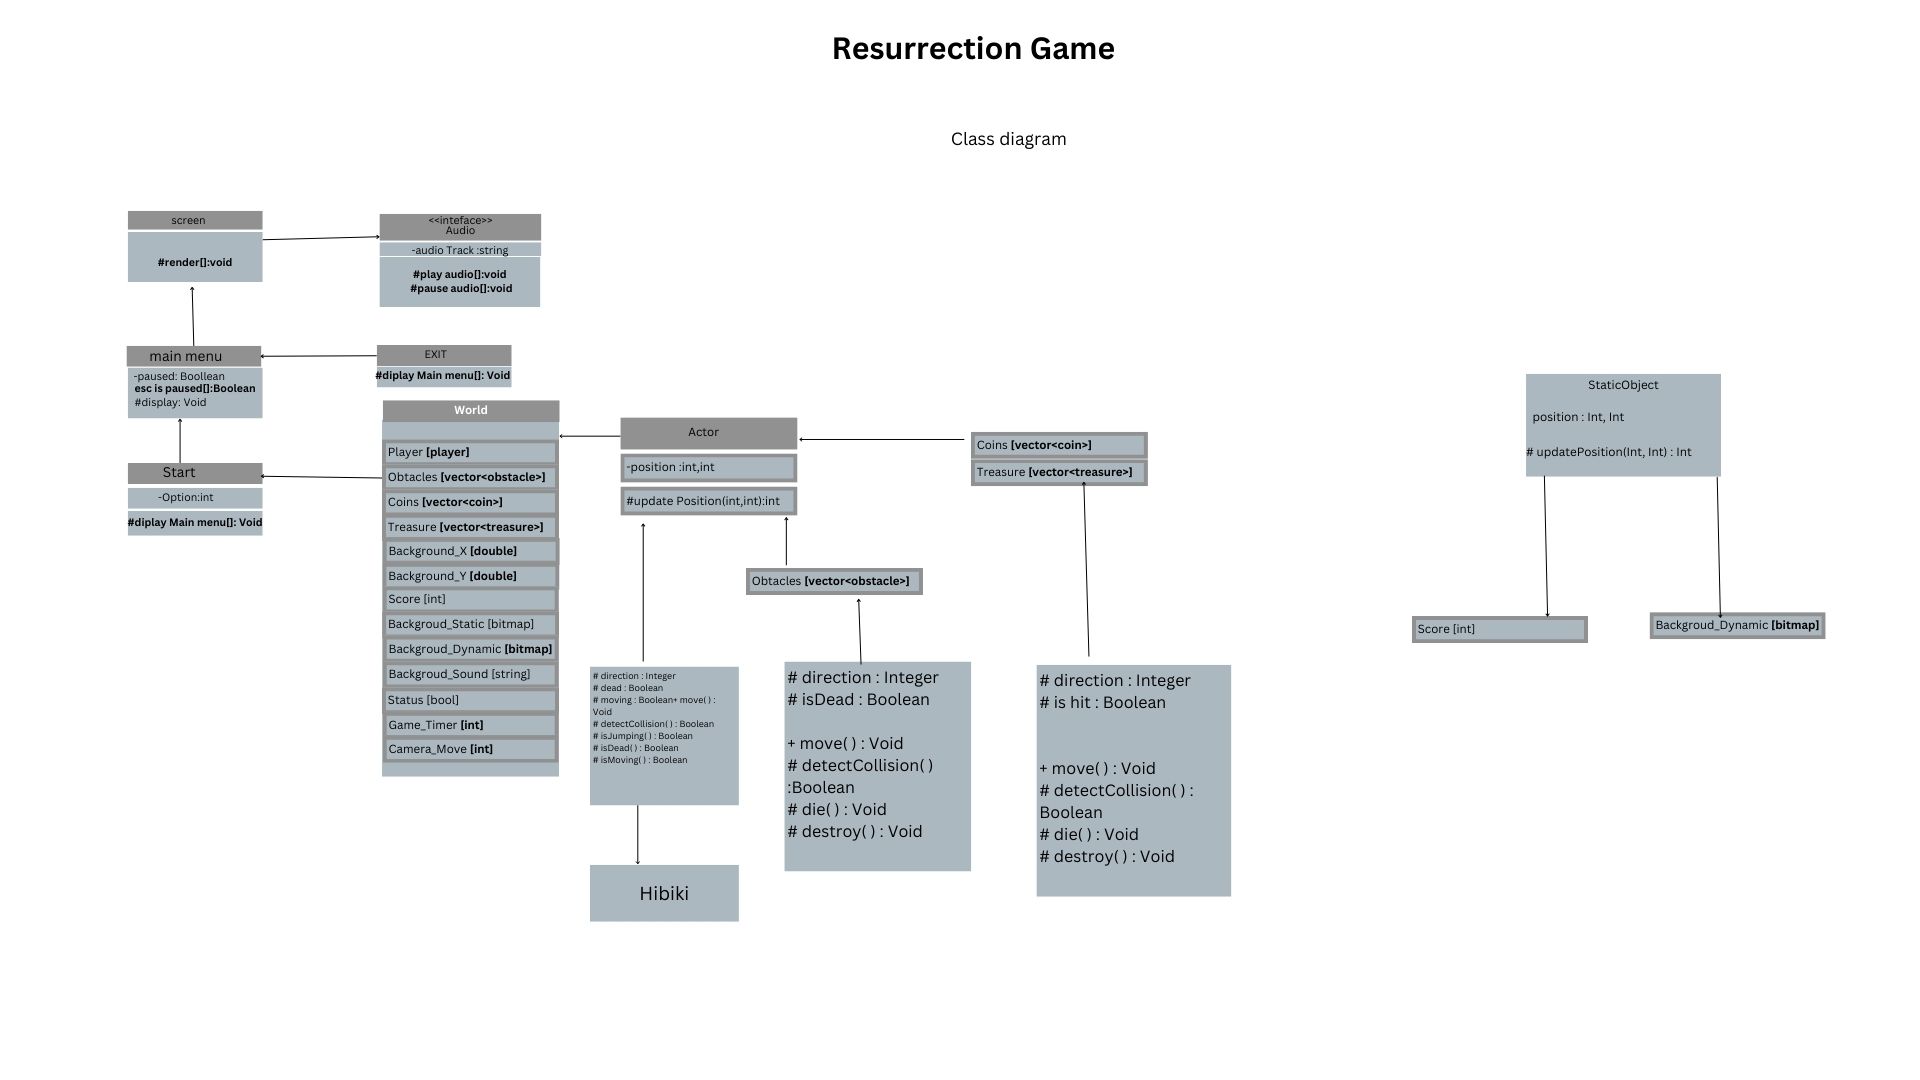 Resurrection Game
Class diagram
screen
#render[]:void
<<inteface>>
Audio
-audio Track :string
#play audio[]:void
#pause audio[]:void
main menu
-paused: Boollean
esc is paused[]:Boolean
#display: Void
EXIT
#diplay Main menu[]: Void
Start
-Option:int
#diplay Main menu[]: Void
World
Player [player]
Obtacles [vector<obstacle>]
Coins [vector<coin>]
Treasure [vector<treasure>]
Background_X [double]
Background_Y [double]
Score [int]
Backgroud_Static [bitmap]
Backgroud_Dynamic [bitmap]
Backgroud_Sound [string]
Status [bool]
Game_Timer [int]
Camera_Move [int]
Actor
-position :int,int
#update Position(int,int):int
Coins [vector<coin>]
Treasure [vector<treasure>]
Obtacles [vector<obstacle>]
# direction : Integer
# dead : Boolean
# moving : Boolean+ move( ) :
Void
# detectCollision( ) : Boolean
# isJumping( ) : Boolean
# isDead( ) : Boolean
# isMoving( ) : Boolean
Hibiki
# direction : Integer
# isDead : Boolean
+ move( ) : Void
# detectCollision( )
:Boolean
# die( ) : Void
# destroy( ) : Void
# direction : Integer
# is hit : Boolean
+ move( ) : Void
# detectCollision( ) :
Boolean
# die( ) : Void
# destroy( ) : Void
StaticObject
position : Int, Int
# updatePosition(Int, Int) : Int
Score [int]
Backgroud_Dynamic [bitmap]